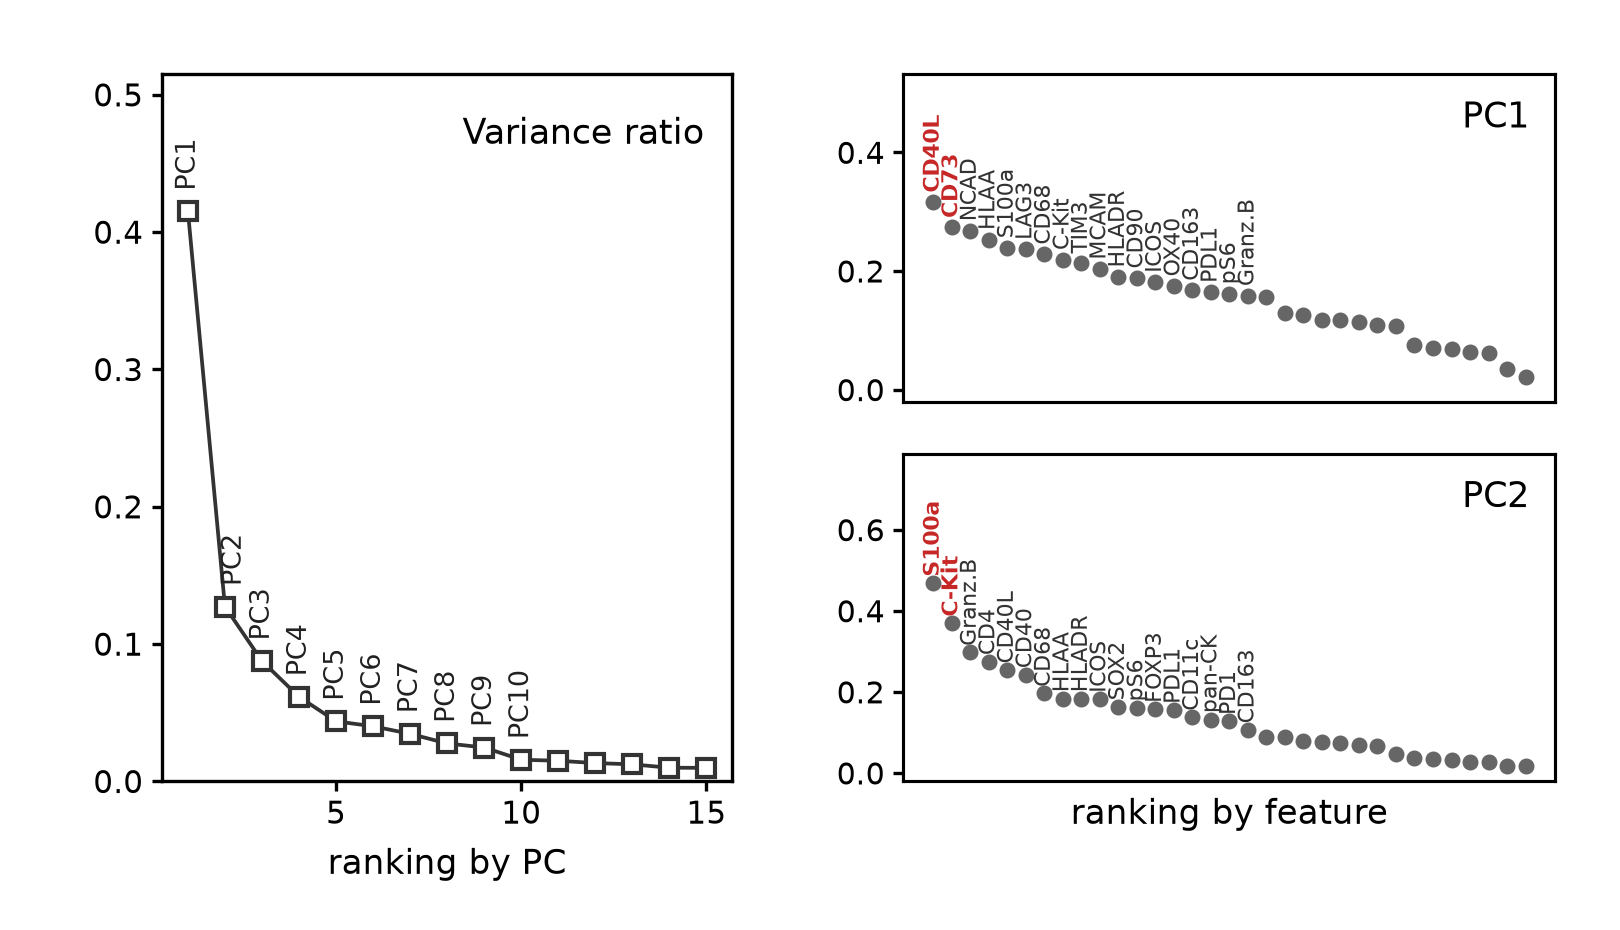 Variance ratio
0.5
0.4
0.3
0.2
0.1
0.0
PC1
PC2
PC3
PC4
PC5
PC6
PC7
PC8
PC9
PC10
5
10
15
ranking by PC
PC1
0.4
0.2
0.0
CD40L
CD73
NCAD
HLAA
S100a
LAG3
CD68
C-Kit
TIM3
MCAM
HLADR
CD90
ICOS
OX40
CD163
PDL1
pS6
Granz.B
PC2
0.6
0.4
0.2
0.0
S100a
C-Kit
Granz.B
CD4
CD40L
CD40
CD68
HLAA
HLADR
ICOS
SOX2
pS6
FOXP3
PDL1
CD11c
pan-CK
PD1
CD163
ranking by feature